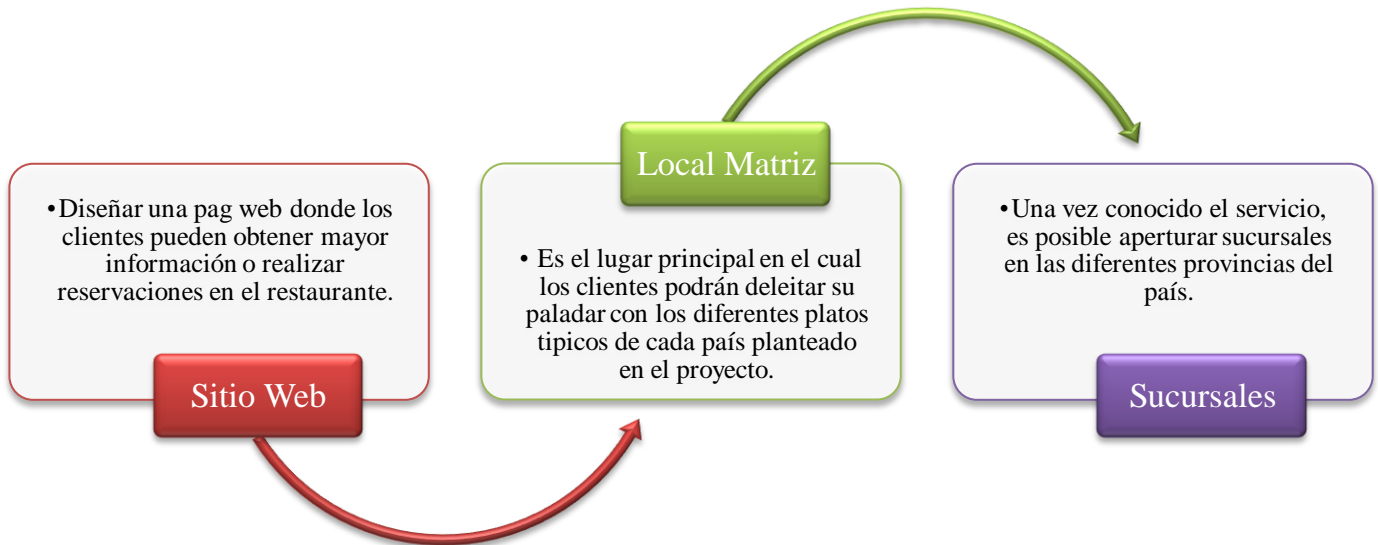 •Diseñar una pag web donde los
clientes pueden obtener mayor
información o realizar
reservaciones en el restaurante.
Sitio Web
Local Matriz
• Es el lugar principal en el cual
los clientes podrán deleitar su
paladar con los diferentes platos
tipicos de cada país planteado
en el proyecto.
•Una vez conocido el servicio,
es posible aperturar sucursales
en las diferentes provincias del
país.
Sucursales